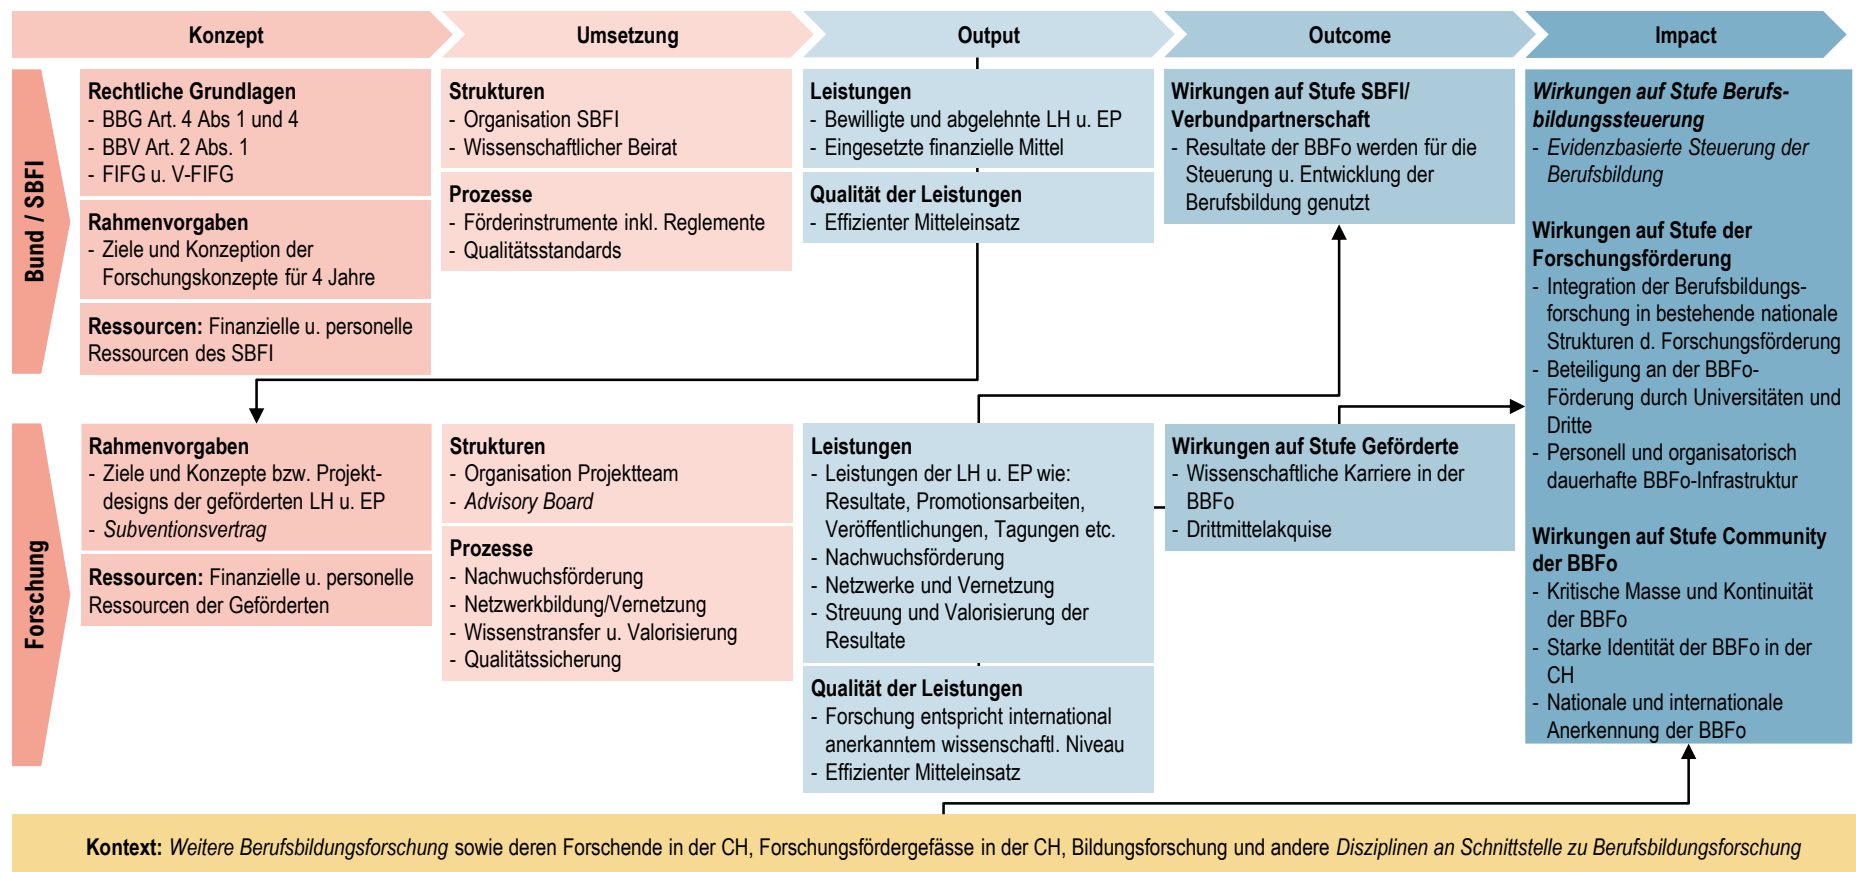 Konzept
Umsetzung
Output
Outcome
Impact
Bund / SBFI
Rechtliche Grundlagen
- BBG Art. 4 Abs 1 und 4
- BBV Art. 2 Abs. 1
- FIFG u. V-FIFG
Rahmenvorgaben
- Ziele und Konzeption der
Forschungskonzepte für 4 Jahre
Ressourcen: Finanzielle u. personelle
Ressourcen des SBFI
Strukturen
- Organisation SBFI
- Wissenschaftlicher Beirat
Prozesse
- Förderinstrumente inkl. Reglemente
- Qualitätsstandards
Leistungen
- Bewilligte und abgelehnte LH u. EP
- Eingesetzte finanzielle Mittel
Qualität der Leistungen
- Effizienter Mitteleinsatz
Wirkungen auf Stufe SBFI/
Verbundpartnerschaft
- Resultate der BBFo werden für die
Steuerung u. Entwicklung der
Berufsbildung genutzt
Wirkungen auf Stufe Berufs-
bildungssteuerung
- Evidenzbasierte Steuerung der
Berufsbildung
Wirkungen auf Stufe der
Forschungsförderung
- Integration der Berufsbildungs-
forschung in bestehende nationale
Strukturen d. Forschungsförderung
- Beteiligung an der BBFo-
Förderung durch Universitäten und
Dritte
- Personell und organisatorisch
dauerhafte BBFo-Infrastruktur
Wirkungen auf Stufe Community
der BBFo
- Kritische Masse und Kontinuität
der BBFo
- Starke Identität der BBFo in der
CH
- Nationale und internationale
Anerkennung der BBFo
Forschung
Rahmenvorgaben
- Ziele und Konzepte bzw. Projekt-
designs der geförderten LH u. EP
- Subventionsvertrag
Ressourcen: Finanzielle u. personelle
Ressourcen der Geförderten
Strukturen
- Organisation Projektteam
- Advisory Board
Prozesse
- Nachwuchsförderung
- Netzwerkbildung/Vernetzung
- Wissenstransfer u. Valorisierung
- Qualitätssicherung
Leistungen
- Leistungen der LH u. EP wie:
Resultate, Promotionsarbeiten,
Veröffentlichungen, Tagungen etc.
- Nachwuchsförderung
- Netzwerke und Vernetzung
- Streuung und Valorisierung der
Resultate
Qualität der Leistungen
- Forschung entspricht international
anerkanntem wissenschaftl. Niveau
- Effizienter Mitteleinsatz
Wirkungen auf Stufe Geförderte
- Wissenschaftliche Karriere in der
BBFo
- Drittmittelakquise
Kontext: Weitere Berufsbildungsforschung sowie deren Forschende in der CH, Forschungsfördergefässe in der CH, Bildungsforschung und andere Disziplinen an Schnittstelle zu Berufsbildungsforschung